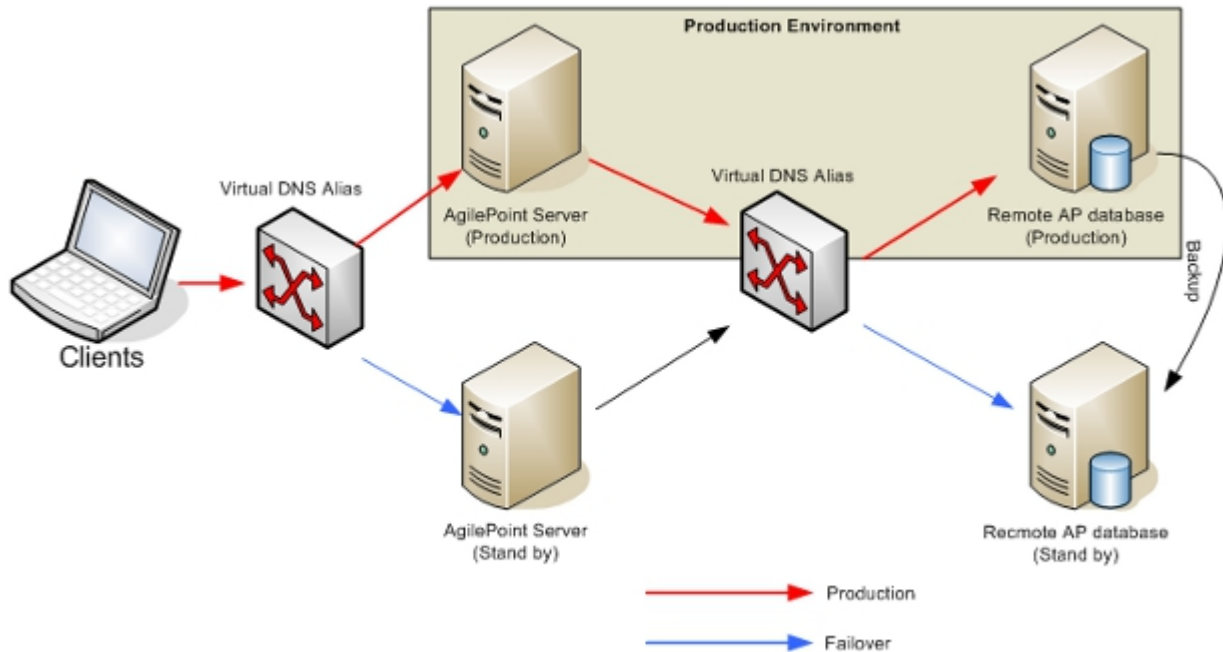 Production Environment
Virtual DNS Alias
AgilePoint Server
(Production)
Virtual DNS Alias
Remote AP database
(Production)
Backup
Clients
AgilePoint Server
(Stand by)
Recmote AP database
(Stand by)
Production
Failover